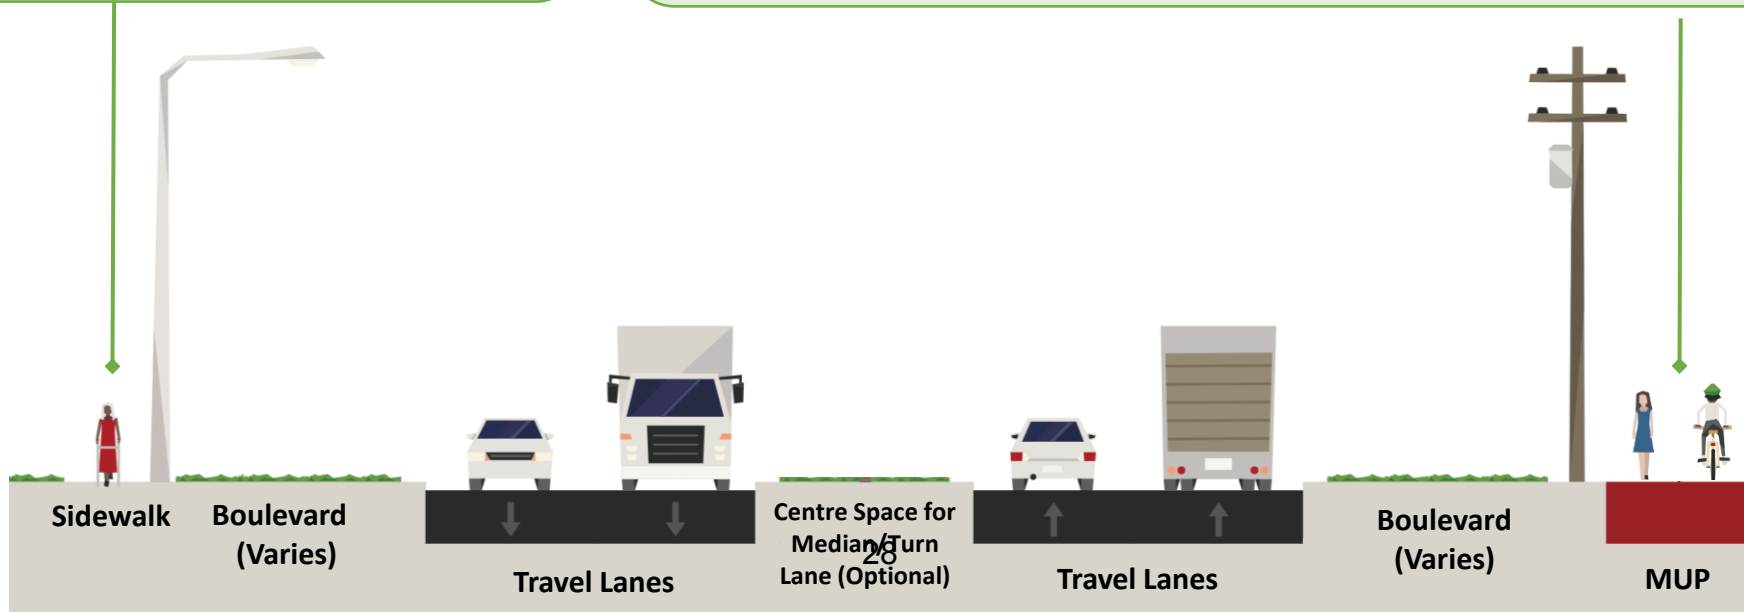 Sidewalk
Boulevard
(Varies)
Travel Lanes
Centre Space for
Median/Turn
Lane (Optional)
28
Travel Lanes
Boulevard
(Varies)
MUP